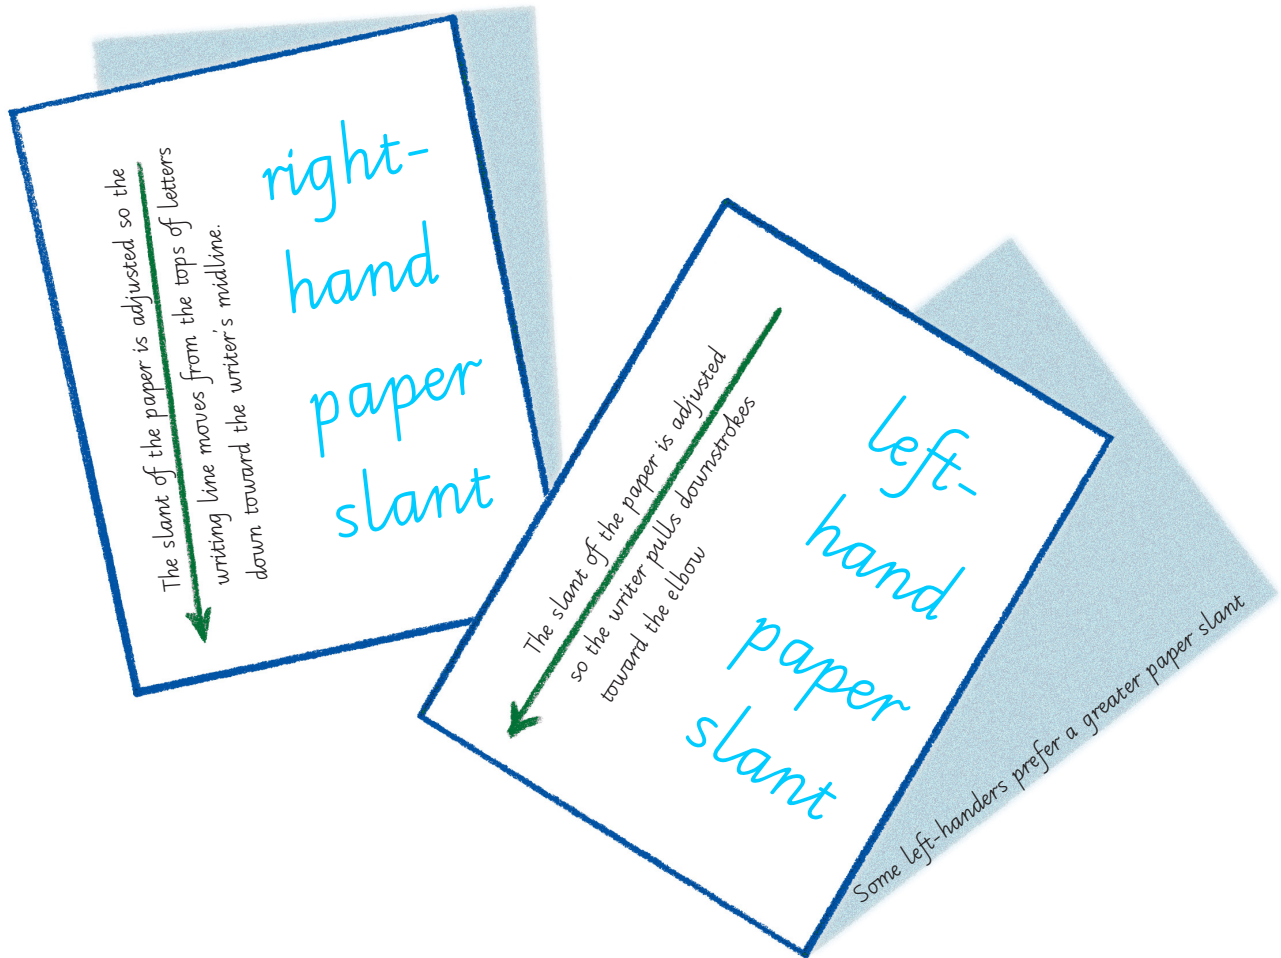 right-
hand
paper
slant
The slant of the paper is adjusted so the
writing line moves from the tops of letters
down toward the writer's midline.
left-
hand
paper
slant
The slant of the paper is adjusted
so the writer pulls downstrokes
toward the elbow
Some left-handers prefer a greater paper slant